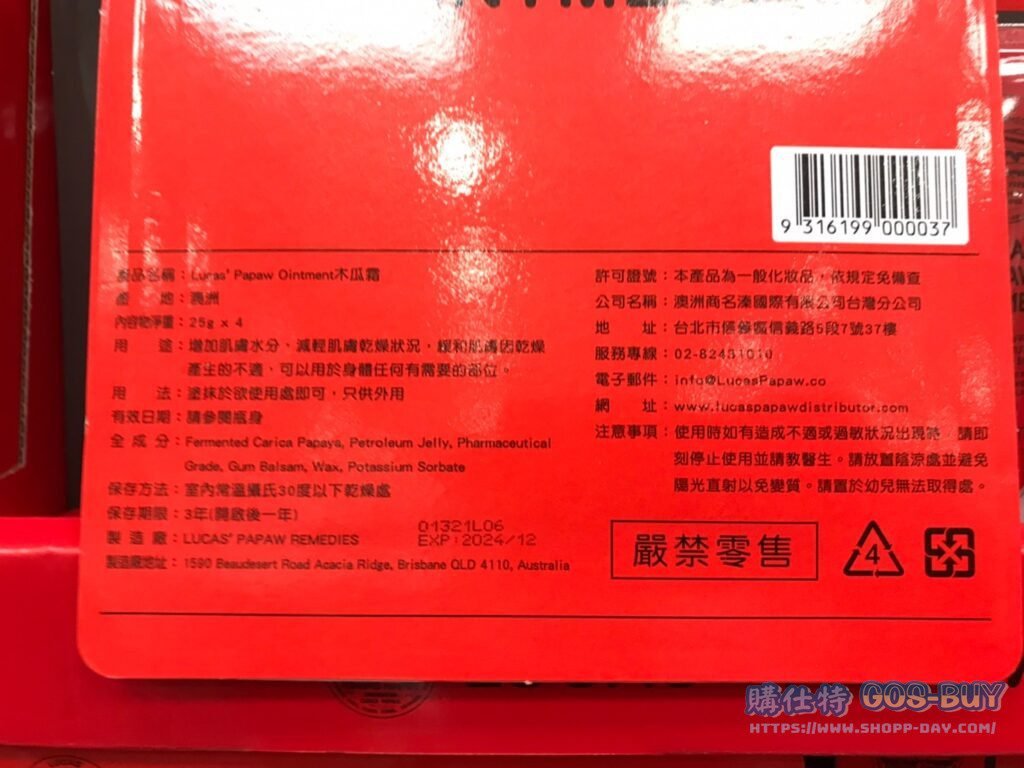 9 316199 000037
產品名稱：Lucas' Papaw Ointment木瓜霜
產　　地：澳洲
內容物淨重：25g x 4
用　　途：增加肌膚水分，減輕肌膚乾燥狀況，緩和肌膚因乾燥
產生的不適，可以用於身體任何有需要的部位。
用　　法：塗抹於欲使用處即可，只供外用
有效日期：請參閱瓶身
全 成 分：Fermented Carica Papaya, Petroleum Jelly, Pharmaceutical
Grade, Gum Balsam, Wax, Potassium Sorbate
保存方法：室內常溫攝氏30度以下乾燥處
保存期限：3年(開啟後一年)
製 造 廠：LUCAS' PAPAW REMEDIES
製造廠地址：1590 Beaudesert Road Acacia Ridge, Brisbane QLD 4110, Australia
01321L06
EXP:2024/12
許可證號：本產品為一般化妝品，依規定免備查
公司名稱：澳洲商名溱國際有限公司台灣分公司
地　　址：台北市信義區信義路5段7號37樓
服務專線：02-82431010
電子郵件：info@LucasPapaw.co
網　　址：www.lucaspapawdistributor.com
注意事項：使用時如有造成不適或過敏狀況出現時，請即
刻停止使用並請教醫生。請放置陰涼處並避免
陽光直射以免變質。請置於幼兒無法取得處。
嚴禁零售
4
購仕特 GOS-BUY
HTTPS://WWW.SHOPP-DAY.COM/